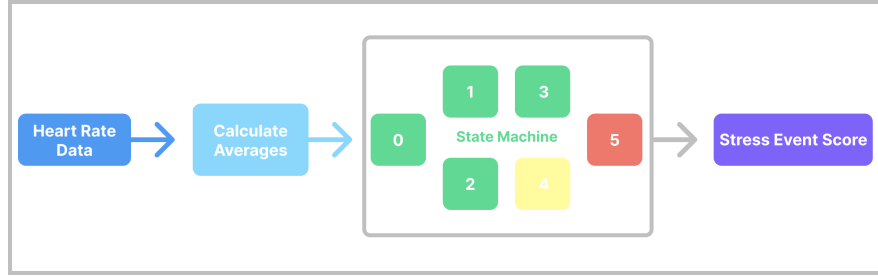 Heart Rate
Data
Calculate
Averages
0
1
3
State Machine
2
4
5
Stress Event Score